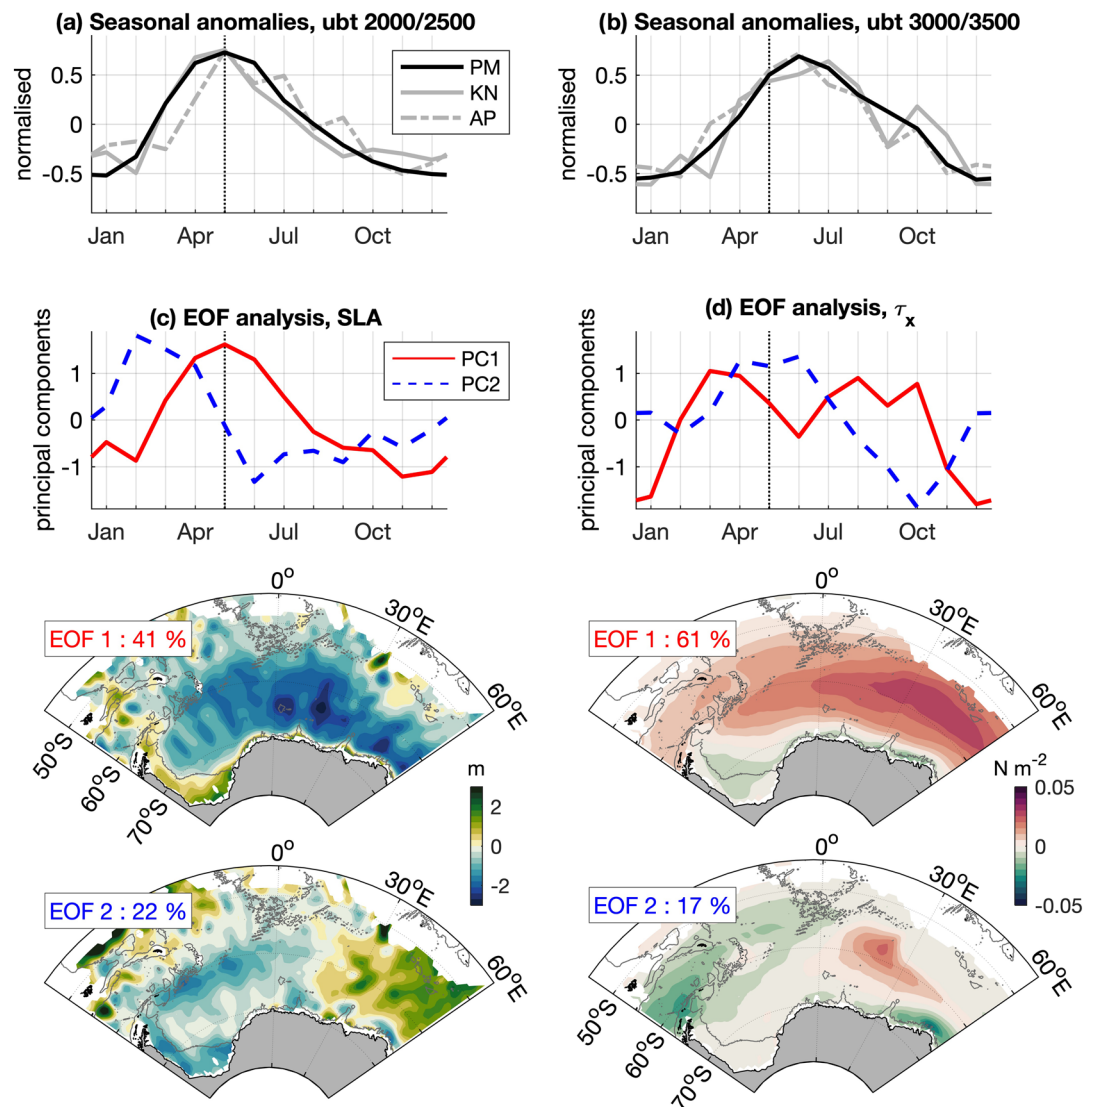 (a) Seasonal anomalies, ubt 2000/2500
normalised
0.5
0
-0.5
PM
KN
AP
Jan Apr Jul Oct
(b) Seasonal anomalies, ubt 3000/3500
normalised
0.5
0
-0.5
Jan Apr Jul Oct
(c) EOF analysis, SLA
principal components
1
0
-1
PC1
PC2
Jan Apr Jul Oct
(d) EOF analysis, τx
principal components
1
0
-1
Jan Apr Jul Oct
EOF 1 : 41 %
0°
30°E
60°E
50°S
60°S
70°S
m
2
0
-2
EOF 1 : 61 %
0°
30°E
60°E
N m-2
0.05
0
-0.05
EOF 2 : 22 %
0°
30°E
60°E
EOF 2 : 17 %
0°
30°E
60°E
50°S
60°S
70°S